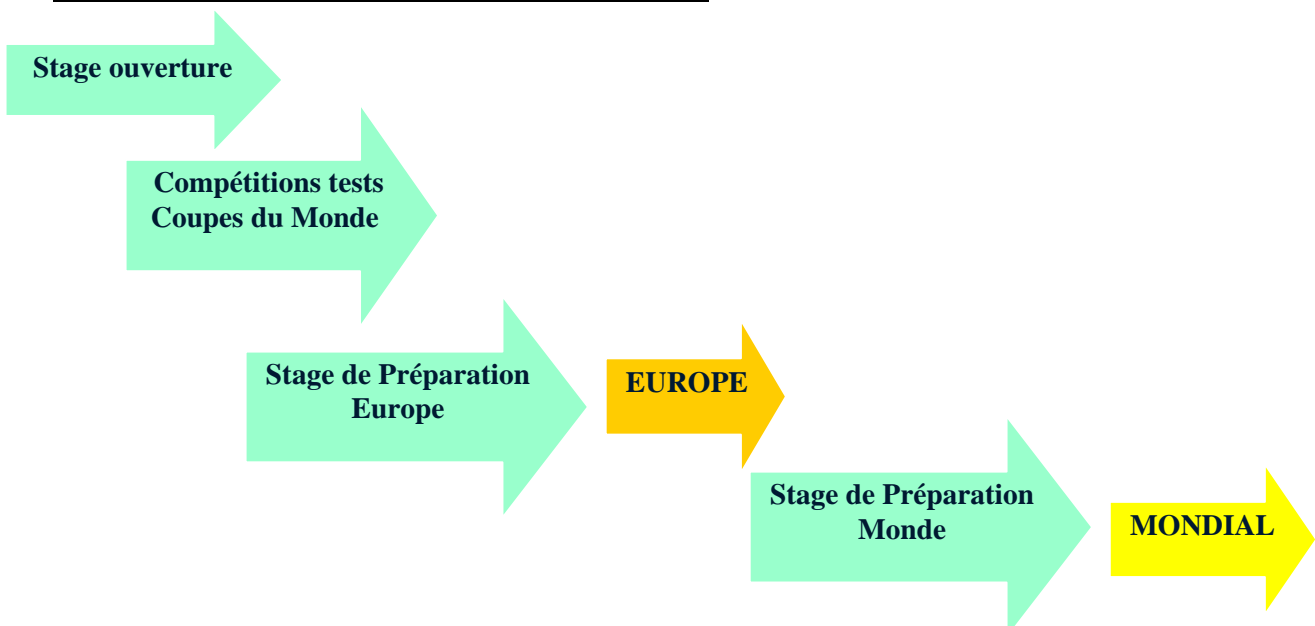 Stage ouverture
Compétitions tests
Coupes du Monde
Stage de Préparation
Europe
EUROPE
Stage de Préparation
Monde
MONDIAL